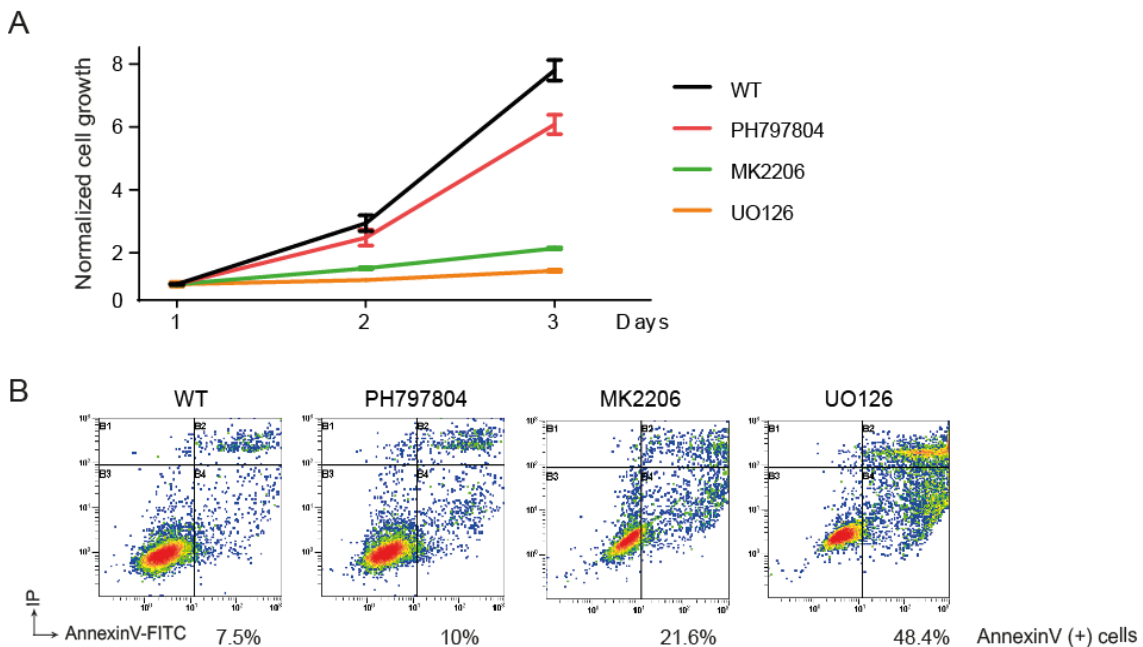 A
Normalized cell growth
8
6
4
2
0
1 2 3 Days
WT
PH797804
MK2206
UO126
B
WT PH797804 MK2206 UO126
B1 B2 B1 B2 B1 B2 B1 B2
B3 B4 B3 B4 B3 B4 B3 B4
IP
AnnexinV-FITC 7.5% 10% 21.6% 48.4% AnnexinV (+) cells